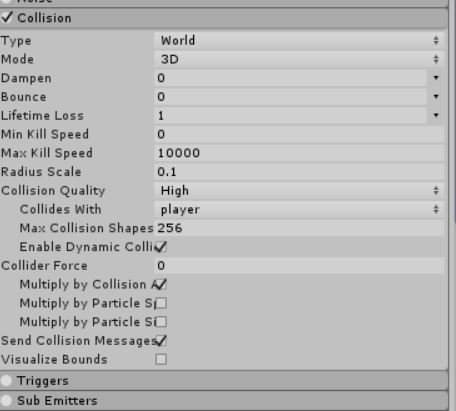 Collision
Type World
Mode 3D
Dampen 0
Bounce 0
Lifetime Loss 1
Min Kill Speed 0
Max Kill Speed 10000
Radius Scale 0.1
Collision Quality High
Collides With player
Max Collision Shapes 256
Enable Dynamic Colli
Collider Force 0
Multiply by Collision A
Multiply by Particle Sp
Multiply by Particle Si
Send Collision Messages
Visualize Bounds
Triggers
Sub Emitters